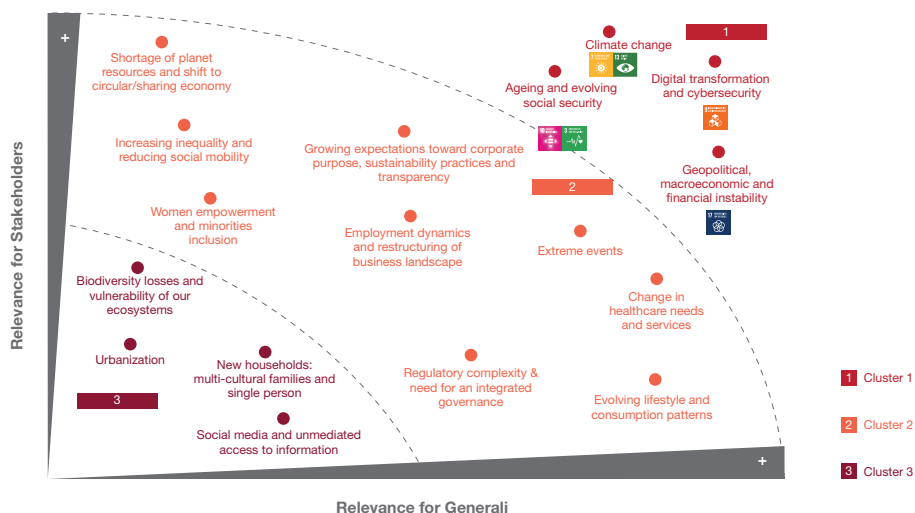 +
Shortage of planet
resources and shift to
circular/sharing economy
Climate change
1
Ageing and evolving
social security
Digital transformation
and cybersecurity
Increasing inequality and
reducing social mobility
Growing expectations toward corporate
purpose, sustainability practices and
transparency
Geopolitical,
macroeconomic and
financial instability
2
Women empowerment
and minorities
inclusion
Employment dynamics
and restructuring of
business landscape
Extreme events
Biodiversity losses and
vulnerability of our
ecosystems
Change in
healthcare needs
and services
Urbanization
New households:
multi-cultural families and
single person
Regulatory complexity &
need for an integrated
governance
Evolving lifestyle and
consumption patterns
3
Social media and unmediated
access to information
+
Relevance for Stakeholders
Relevance for Generali
1 Cluster 1
2 Cluster 2
3 Cluster 3